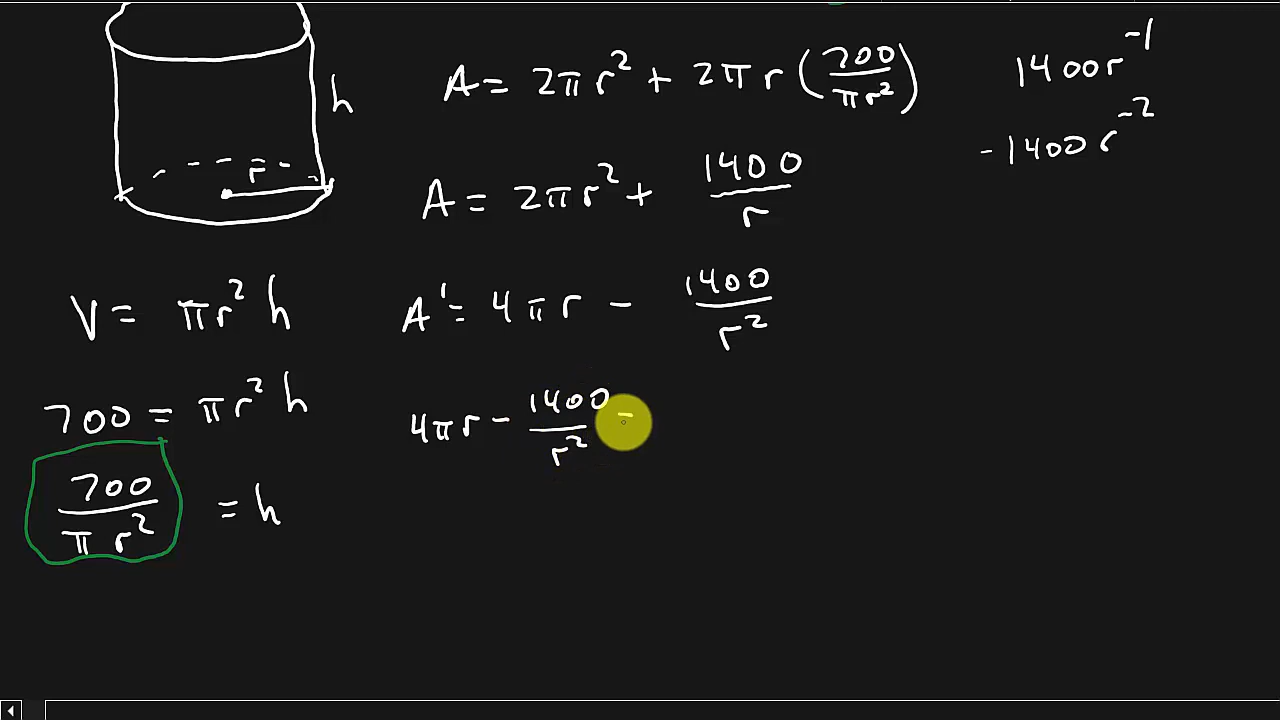 h
r
A = 2πr² + 2πr (700/πr²)
1400r⁻¹
-1400r⁻²
A = 2πr² + 1400/r
V = πr²h
A' = 4πr - 1400/r²
700 = πr²h
4πr - 1400/r² =
700/πr² = h